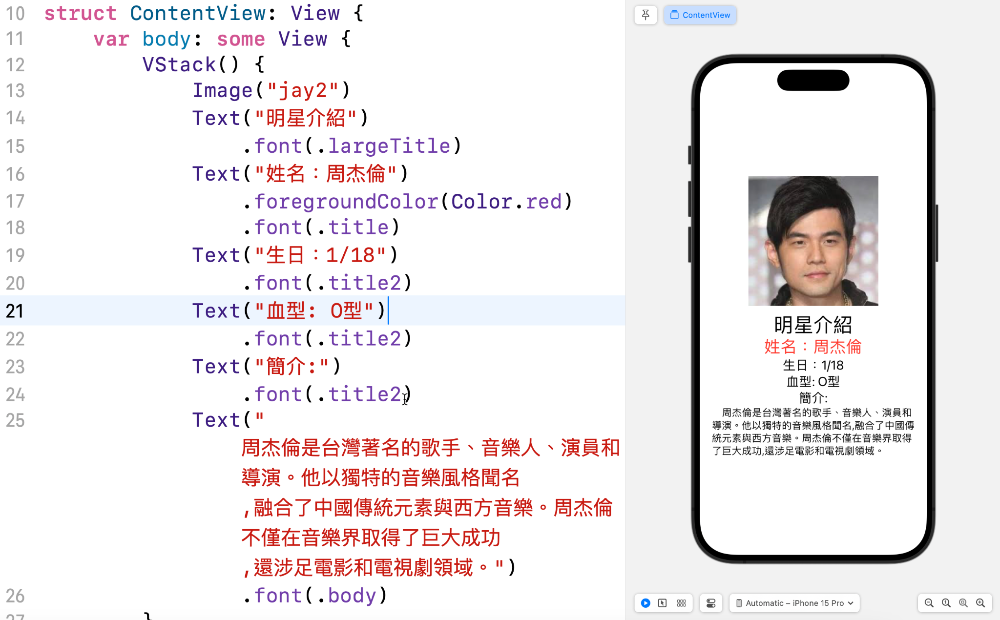 10 struct ContentView: View {
11 var body: some View {
12 VStack() {
13 Image("jay2")
14 Text("明星介紹")
15 .font(.largeTitle)
16 Text("姓名：周杰倫")
17 .foregroundColor(Color.red)
18 .font(.title)
19 Text("生日：1/18")
20 .font(.title2)
21 Text("血型: O型")
22 .font(.title2)
23 Text("簡介:")
24 .font(.title2)
25 Text("
周杰倫是台灣著名的歌手、音樂人、演員和
導演。他以獨特的音樂風格聞名
,融合了中國傳統元素與西方音樂。周杰倫
不僅在音樂界取得了巨大成功
,還涉足電影和電視劇領域。")
26 .font(.body)
27 }
ContentView
明星介紹
姓名：周杰倫
生日：1/18
血型: O型
簡介:
周杰倫是台灣著名的歌手、音樂人、演員和
導演。他以獨特的音樂風格聞名,融合了中國傳
統元素與西方音樂。周杰倫不僅在音樂界取得
了巨大成功,還涉足電影和電視劇領域。
Automatic – iPhone 15 Pro